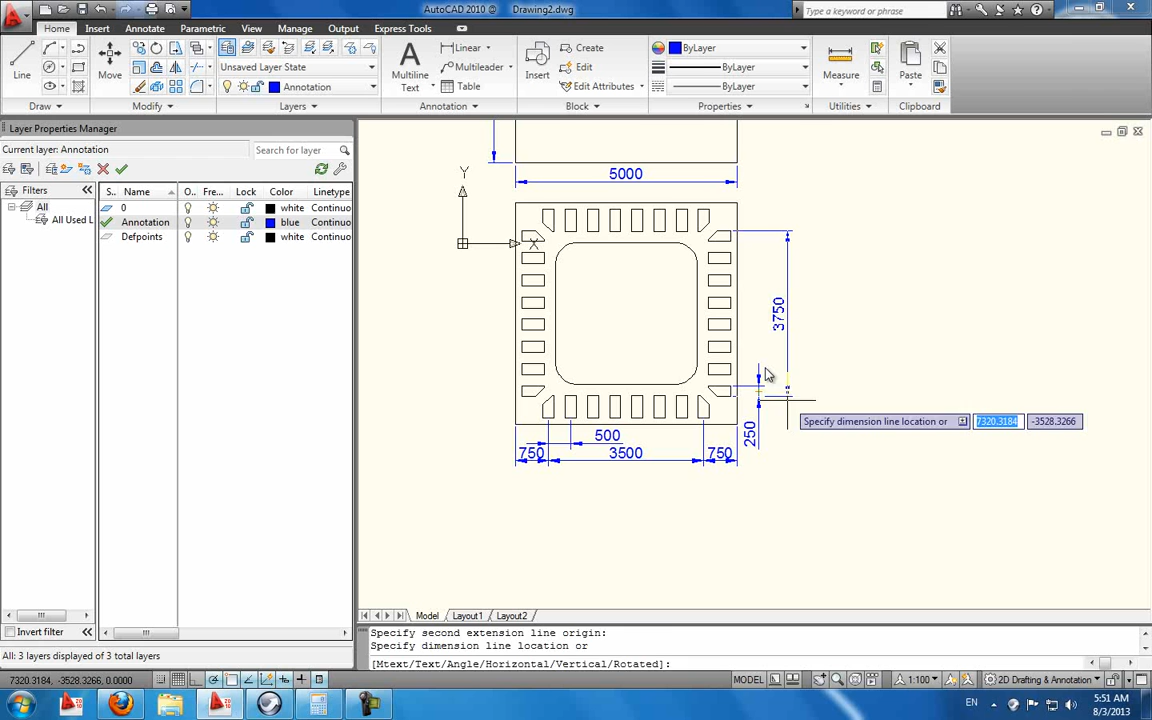 AutoCAD 2010 Drawing2.dwg
Type a keyword or phrase
Home Insert Annotate Parametric View Manage Output Express Tools
Linear Create ByLayer
Unsaved Layer State Multileader Edit ByLayer
Line Move Multiline Text Insert Measure Paste
Annotation Table Edit Attributes ByLayer
Draw Modify Layers Annotation Block Properties Utilities Clipboard
Layer Properties Manager
Current layer: Annotation Search for layer
Filters S.. Name O.. Fre... Lock Color Linetype
All 0 white Continuo
All Used L Annotation blue Continuo
Defpoints white Continuo
Y
5000
X
3750
Specify dimension line location or 7320.3184 -3528.3266
250
500
750 3500 750
Model Layout1 Layout2
Invert filter
Specify second extension line origin:
Specify dimension line location or
[Mtext/Text/Angle/Horizontal/Vertical/Rotated]:
All: 3 layers displayed of 3 total layers
7320.3184, -3528.3266, 0.0000 MODEL 1:100 2D Drafting & Annotation
EN 5:51 AM
8/3/2013